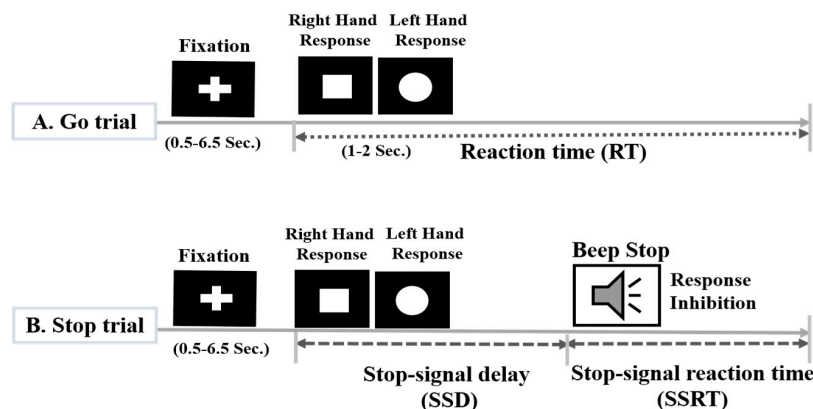 Right Hand Response
Left Hand Response
Fixation
A. Go trial
(0.5-6.5 Sec.)
(1-2 Sec.)
Reaction time (RT)
Right Hand Response
Left Hand Response
Fixation
Beep Stop
Response Inhibition
B. Stop trial
(0.5-6.5 Sec.)
Stop-signal delay
(SSD)
Stop-signal reaction time
(SSRT)